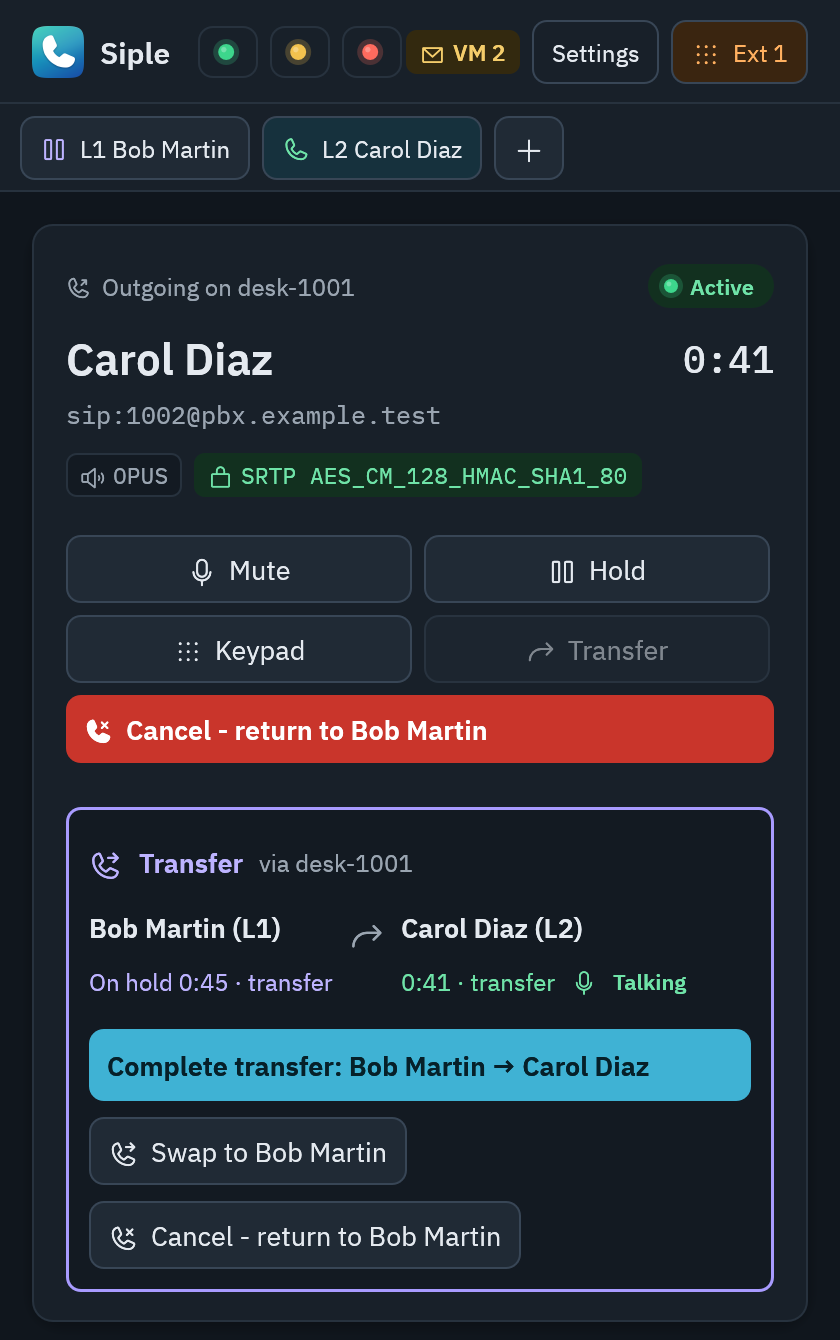 Siple VM 2 Settings Ext 1
L1 Bob Martin L2 Carol Diaz
Outgoing on desk-1001 Active
Carol Diaz 0:41
sip:1002@pbx.example.test
OPUS SRTP AES_CM_128_HMAC_SHA1_80
Mute Hold
Keypad Transfer
Cancel - return to Bob Martin
Transfer via desk-1001
Bob Martin (L1) Carol Diaz (L2)
On hold 0:45 · transfer 0:41 · transfer Talking
Complete transfer: Bob Martin → Carol Diaz
Swap to Bob Martin
Cancel - return to Bob Martin